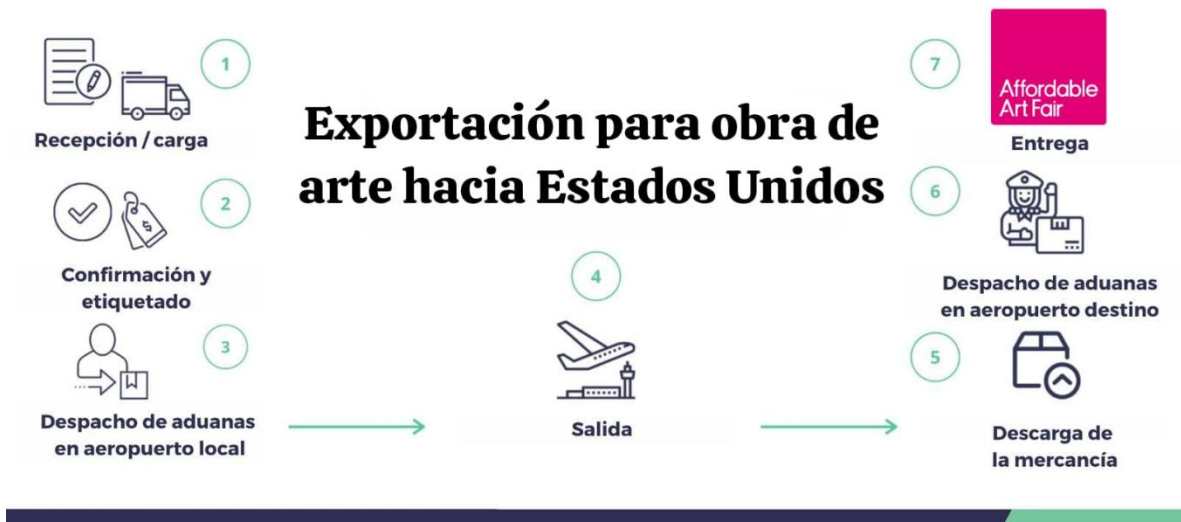 Exportación para obra de
arte hacia Estados Unidos
1
Recepción / carga
2
$
Confirmación y
etiquetado
3
Despacho de aduanas
en aeropuerto local
4
Salida
5
Descarga de
la mercancía
6
Despacho de aduanas
en aeropuerto destino
7
Affordable
Art Fair
Entrega